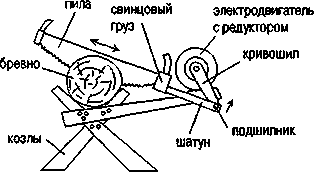 пила
свинцовый
груз
электродвигатель
с редуктором
кривошип
бревно
козлы
шатун
подшипник